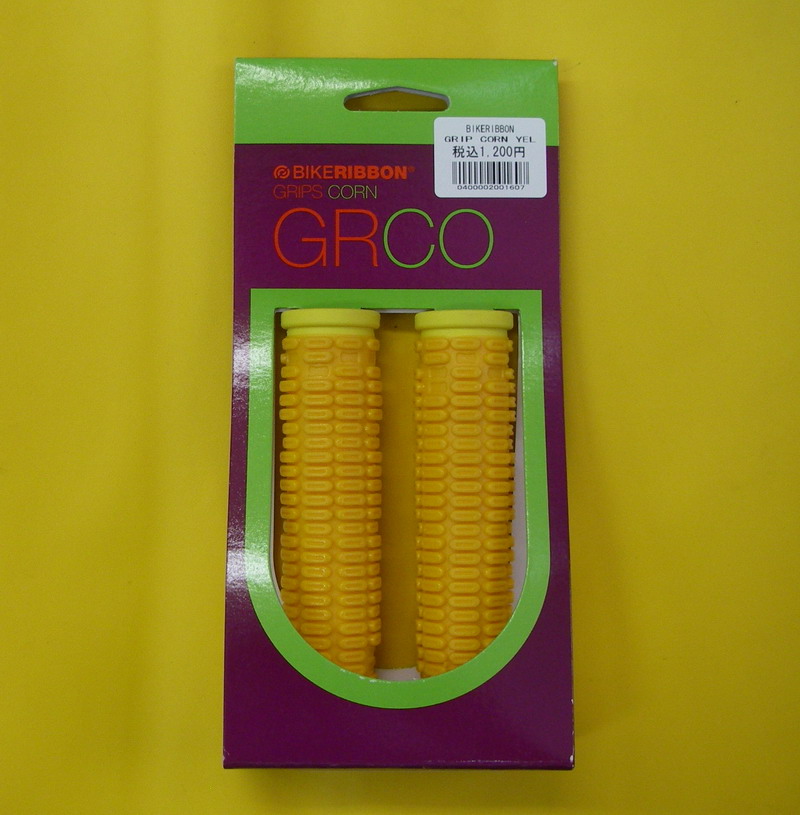 BIKERIBBON
GRIP CORN YEL
税込1,200円
0400002001607
BIKERIBBON®
GRIPS CORN
GRCO